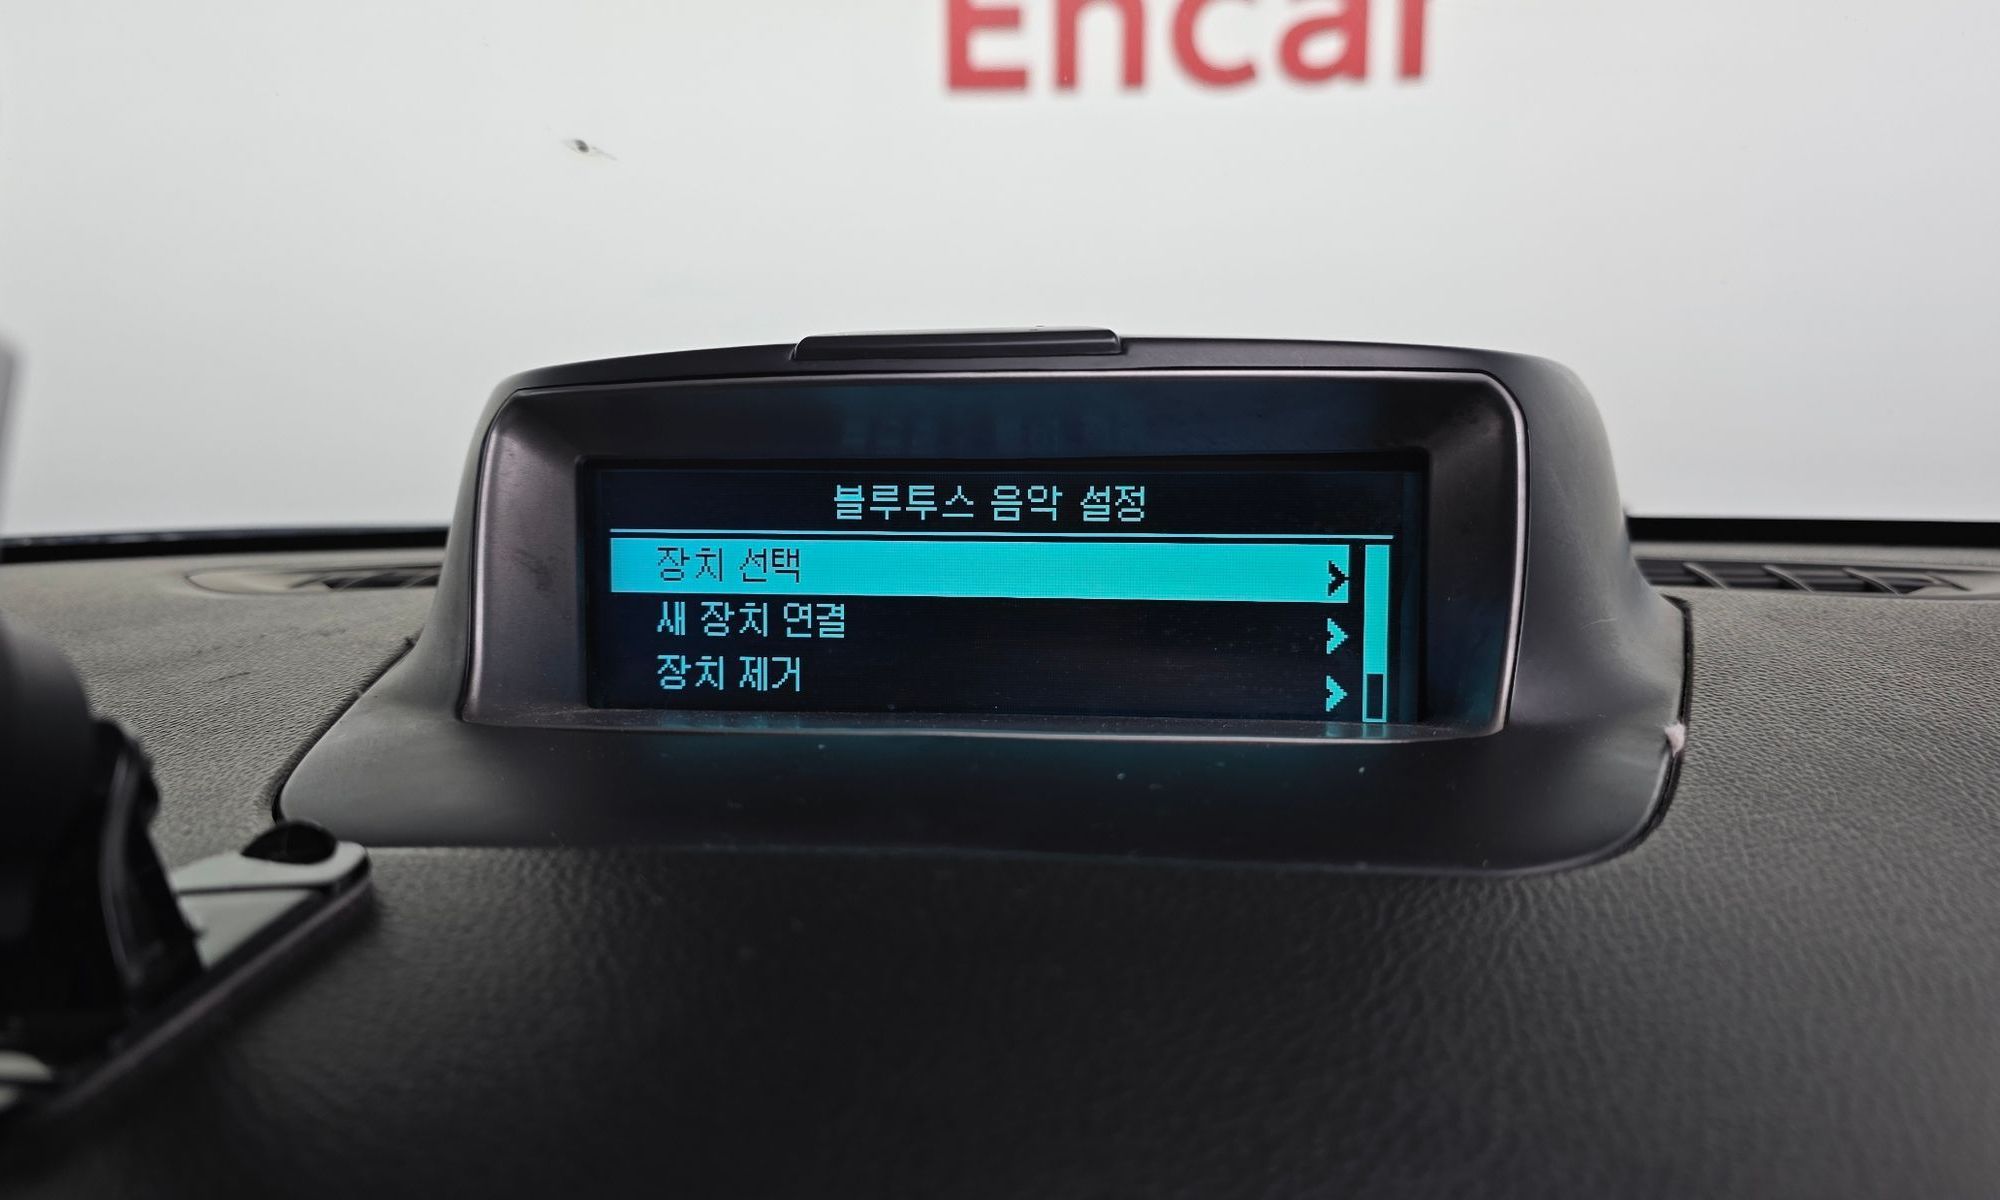 Encar
블루투스 음악 설정
장치 선택
새 장치 연결
장치 제거